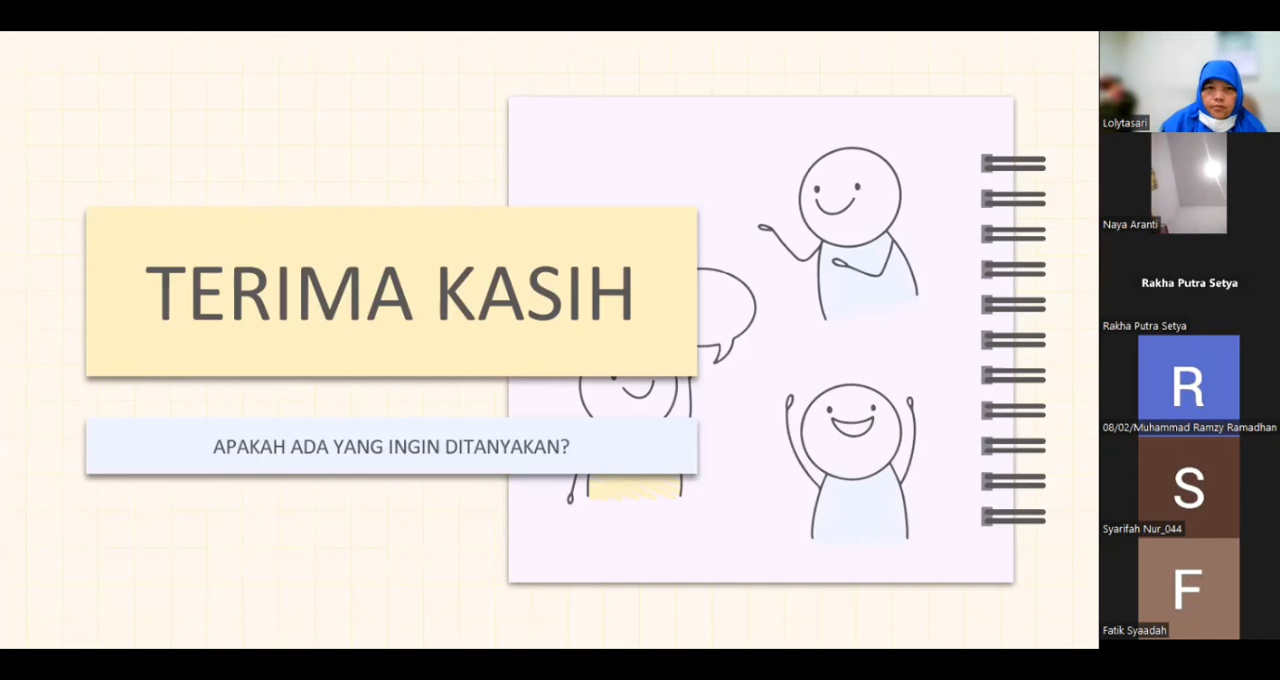 TERIMA KASIH
APAKAH ADA YANG INGIN DITANYAKAN?
Lolytasari
Naya Aranti
Rakha Putra Setya
Rakha Putra Setya
R
08/02/Muhammad Ramzy Ramadhan
S
Syarifah Nur_044
F
Fatik Syaadah